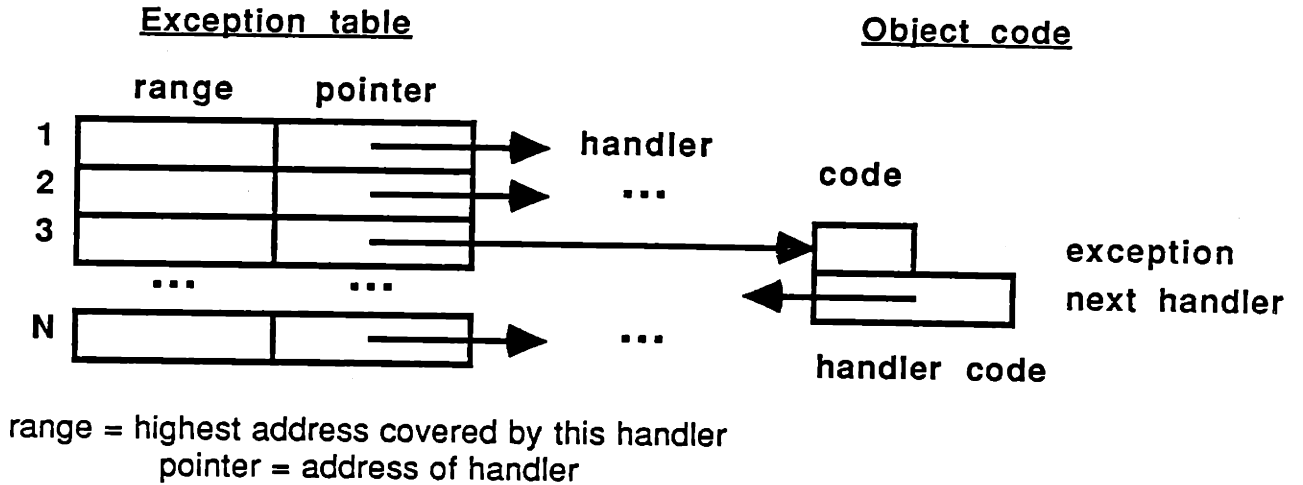 Exception table
Object code
range pointer
1
handler
2
...
code
3
exception
... ...
next handler
N
...
handler code
range = highest address covered by this handler
pointer = address of handler